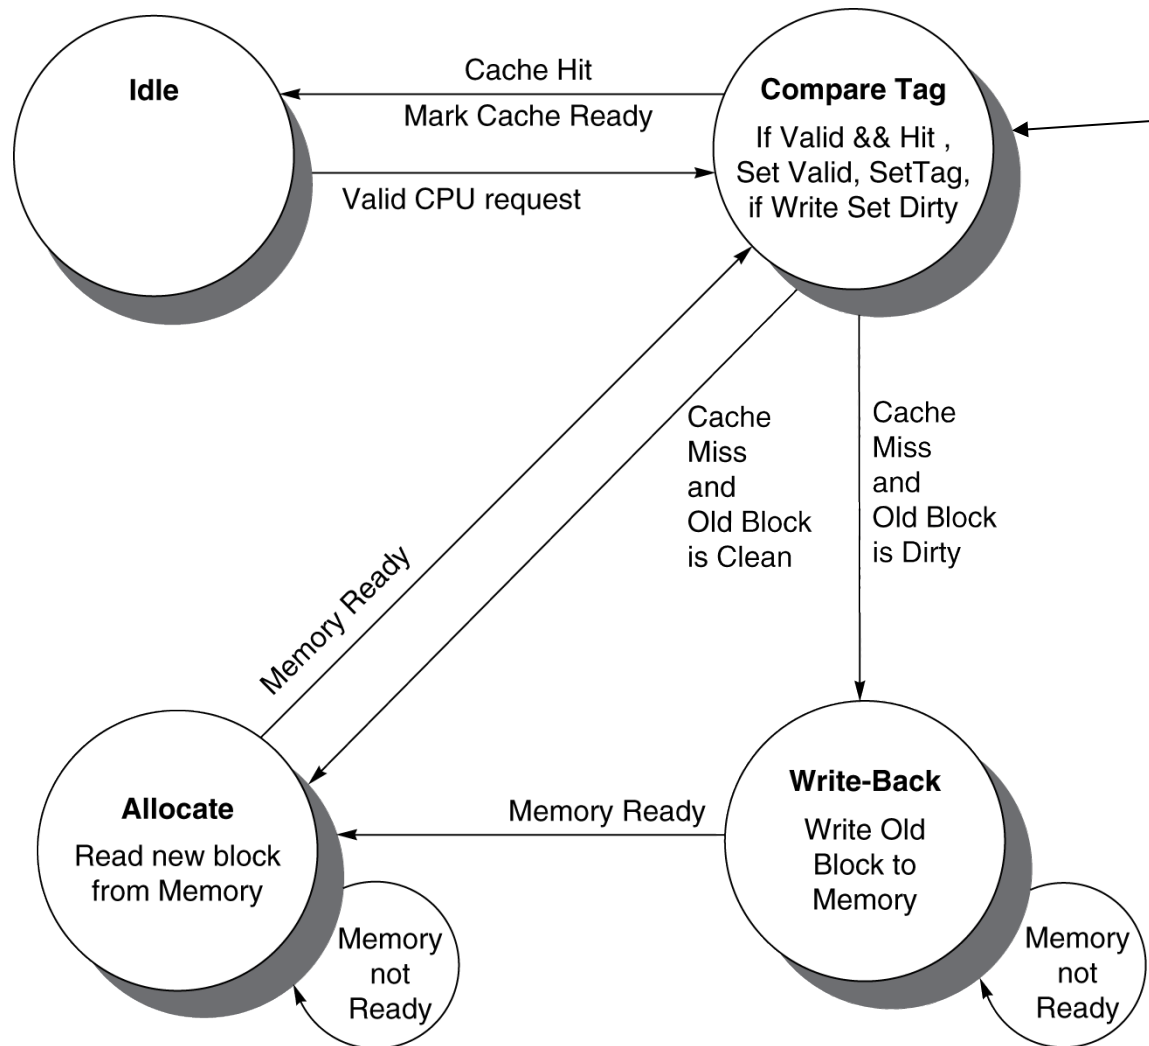 Idle
Cache Hit
Mark Cache Ready
Valid CPU request
Compare Tag
If Valid && Hit ,
Set Valid, SetTag,
if Write Set Dirty
Cache
Miss
and
Old Block
is Clean
Cache
Miss
and
Old Block
is Dirty
Memory Ready
Allocate
Read new block
from Memory
Memory
not
Ready
Memory Ready
Write-Back
Write Old
Block to
Memory
Memory
not
Ready